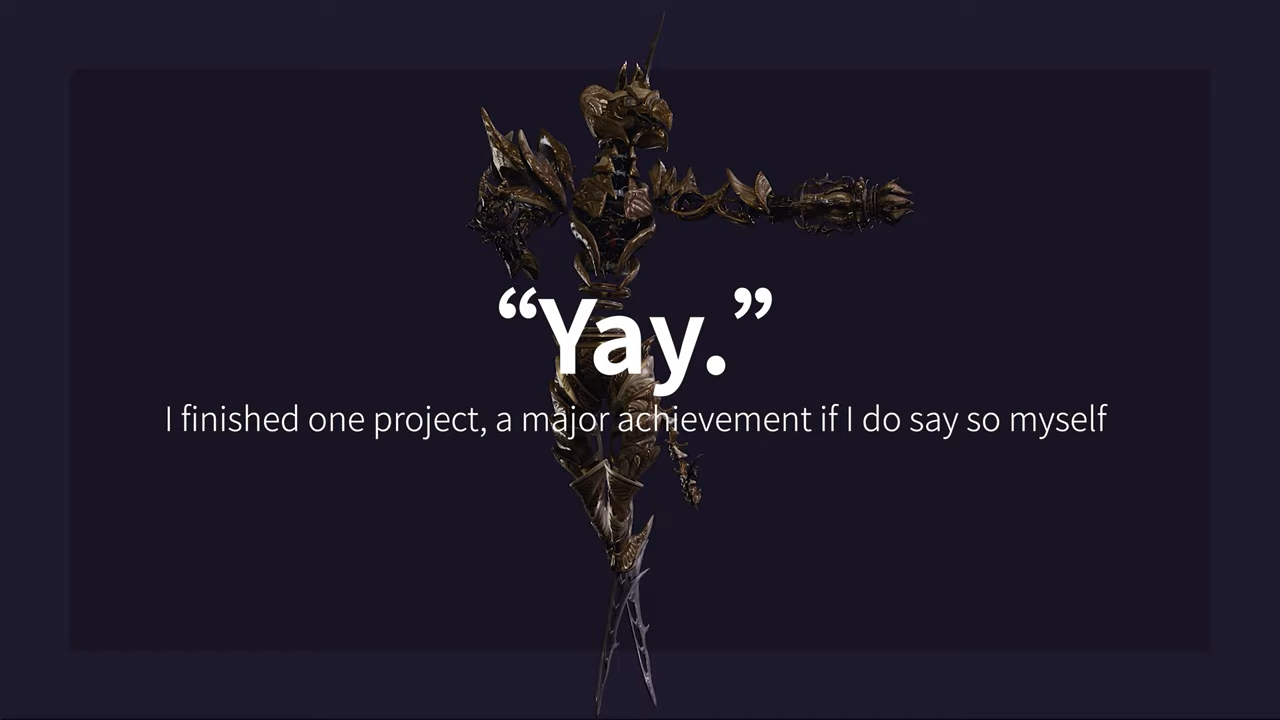 “Yay.”
I finished one project, a major achievement if I do say so myself